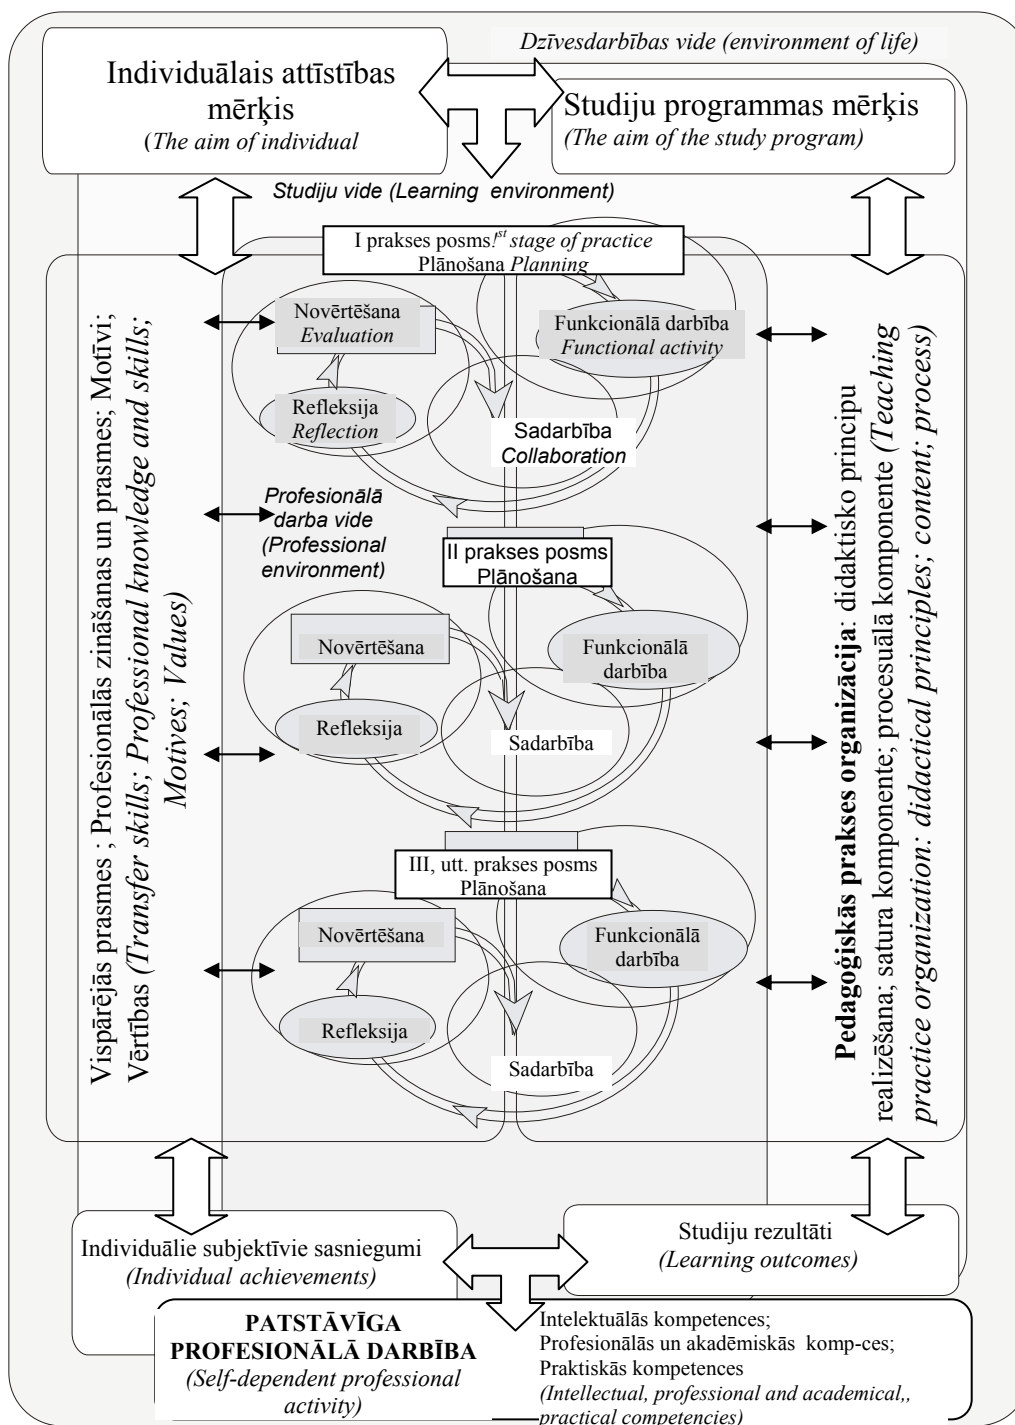 Dzīvesdarbības vide (environment of life)
Individuālais attīstības
mērķis
(The aim of individual
Studiju programmas mērķis
(The aim of the study program)
Studiju vide (Learning environment)
I prakses posms!st stage of practice
Plānošana Planning
Novērtēšana
Evaluation
Funkcionālā darbība
Functional activity
Refleksija
Reflection
Sadarbība
Collaboration
Profesionālā
darba vide
(Professional
environment)
II prakses posms
Plānošana
Novērtēšana
Funkcionālā
darbība
Refleksija
Sadarbība
III, utt. prakses posms
Plānošana
Novērtēšana
Funkcionālā
darbība
Refleksija
Sadarbība
Vispārējās prasmes ; Profesionālās zināšanas un prasmes; Motīvi;
Vērtības (Transfer skills; Professional knowledge and skills;
Motives; Values)
Pedagoģiskās prakses organizācija: didaktisko principu
realizēšana; satura komponente; procesuālā komponente (Teaching
practice organization: didactical principles; content; process)
Individuālie subjektīvie sasniegumi
(Individual achievements)
Studiju rezultāti
(Learning outcomes)
PATSTĀVĪGA
PROFESIONĀLĀ DARBĪBA
(Self-dependent professional
activity)
Intelektuālās kompetences;
Profesionālās un akadēmiskās komp-ces;
Praktiskās kompetences
(Intellectual, professional and academical,,
practical competencies)